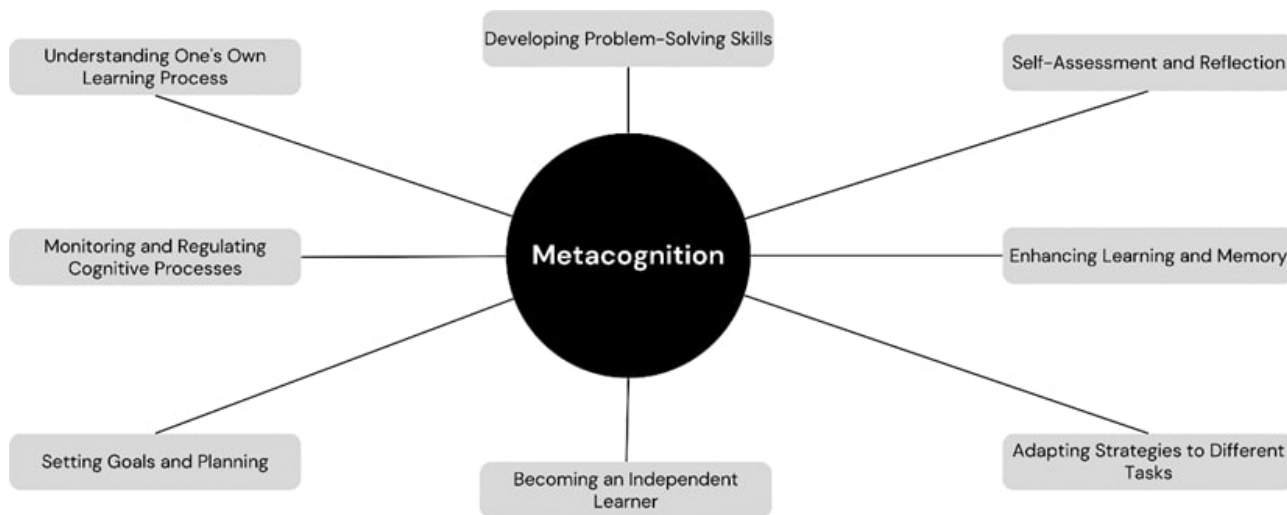 Developing Problem-Solving Skills
Understanding One's Own
Learning Process
Self-Assessment and Reflection
Monitoring and Regulating
Cognitive Processes
Metacognition
Enhancing Learning and Memory
Setting Goals and Planning
Becoming an Independent
Learner
Adapting Strategies to Different
Tasks